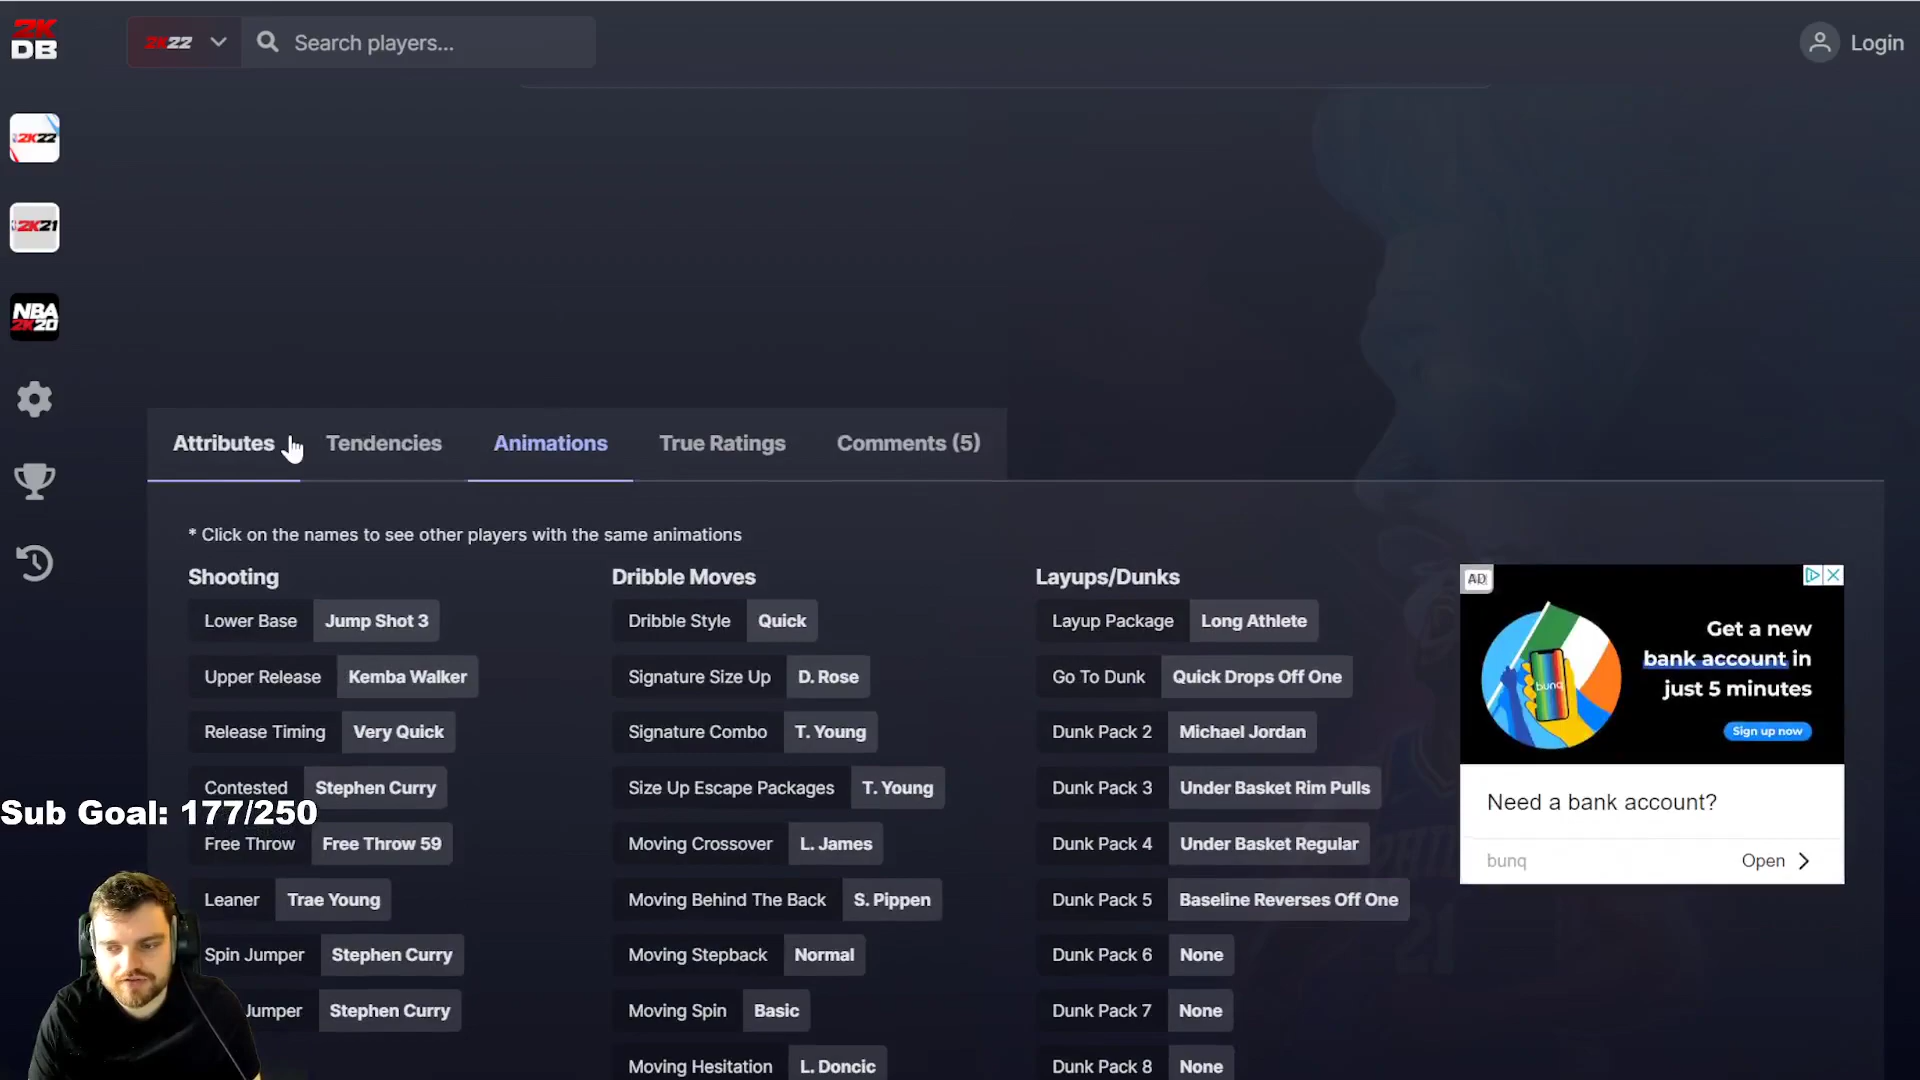 2K
DB
2K22
Search players...
Login
2K22
2K21
NBA
2K20
Attributes
Tendencies
Animations
True Ratings
Comments (5)
* Click on the names to see other players with the same animations
Shooting
Lower Base Jump Shot 3
Upper Release Kemba Walker
Release Timing Very Quick
Contested Stephen Curry
Free Throw Free Throw 59
Leaner Trae Young
Spin Jumper Stephen Curry
Jumper Stephen Curry
Dribble Moves
Dribble Style Quick
Signature Size Up D. Rose
Signature Combo T. Young
Size Up Escape Packages T. Young
Moving Crossover L. James
Moving Behind The Back S. Pippen
Moving Stepback Normal
Moving Spin Basic
Moving Hesitation L. Doncic
Layups/Dunks
Layup Package Long Athlete
Go To Dunk Quick Drops Off One
Dunk Pack 2 Michael Jordan
Dunk Pack 3 Under Basket Rim Pulls
Dunk Pack 4 Under Basket Regular
Dunk Pack 5 Baseline Reverses Off One
Dunk Pack 6 None
Dunk Pack 7 None
Dunk Pack 8 None
AD
Get a new
bank account in
just 5 minutes
bunq
Sign up now
Need a bank account?
bunq
Open
Sub Goal: 177/250
21